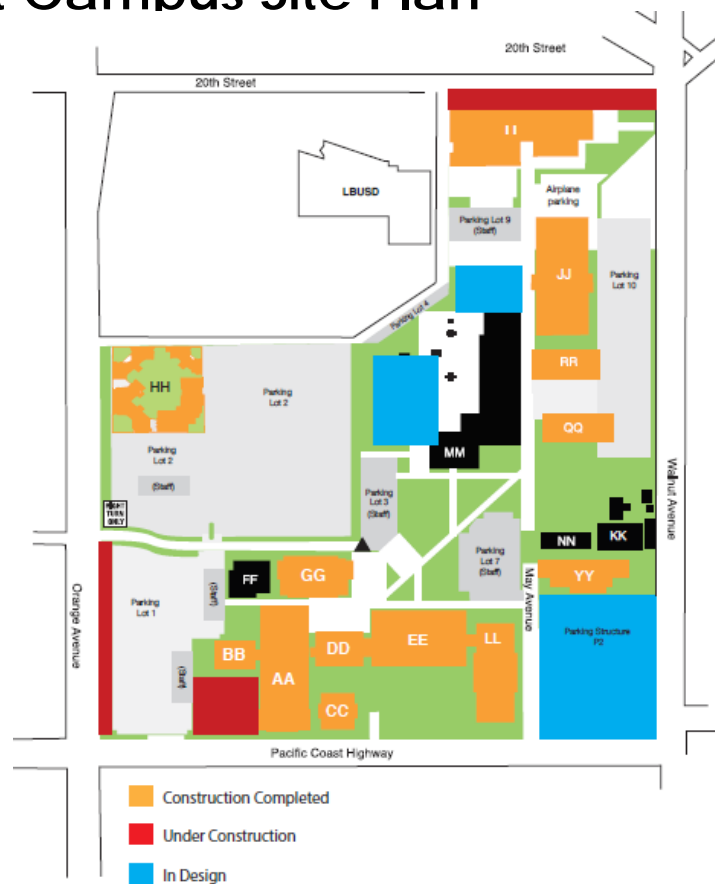 Campus Site Plan
20th Street
20th Street
LBUSD
Airplane
parking
Parking Lot 9
(Staff)
JJ
Parking
Lot 10
Parking Lot 4
RR
HH
Parking
Lot 2
QQ
MM
Parking
Lot 2
(Staff)
Parking
Lot 3
(Staff)
RIGHT
TURN
ONLY
Walnut Avenue
KK
NN
Parking
Lot 7
(Staff)
FF
GG
YY
(Staff)
Parking
Lot 1
Orange Avenue
May Avenue
Parking Structure
P2
BB
DD
EE
LL
(Staff)
AA
CC
Pacific Coast Highway
Construction Completed
Under Construction
In Design